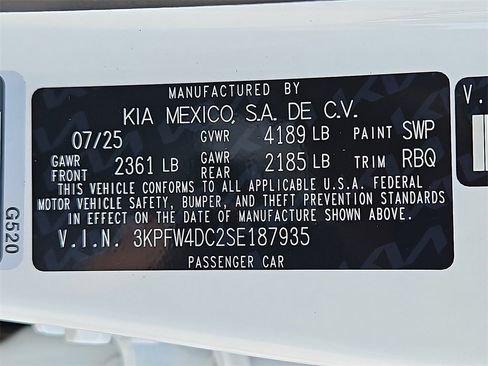 MANUFACTURED BY
KIA MEXICO, S.A. DE C.V.
07/25 GVWR 4189 LB PAINT SWP
GAWR FRONT 2361 LB GAWR REAR 2185 LB TRIM RBQ
THIS VEHICLE CONFORMS TO ALL APPLICABLE U.S.A. FEDERAL
MOTOR VEHICLE SAFETY, BUMPER, AND THEFT PREVENTION STANDARDS
IN EFFECT ON THE DATE OF MANUFACTURE SHOWN ABOVE.
V.I.N. 3KPFW4DC2SE187935
PASSENGER CAR
G520
V.